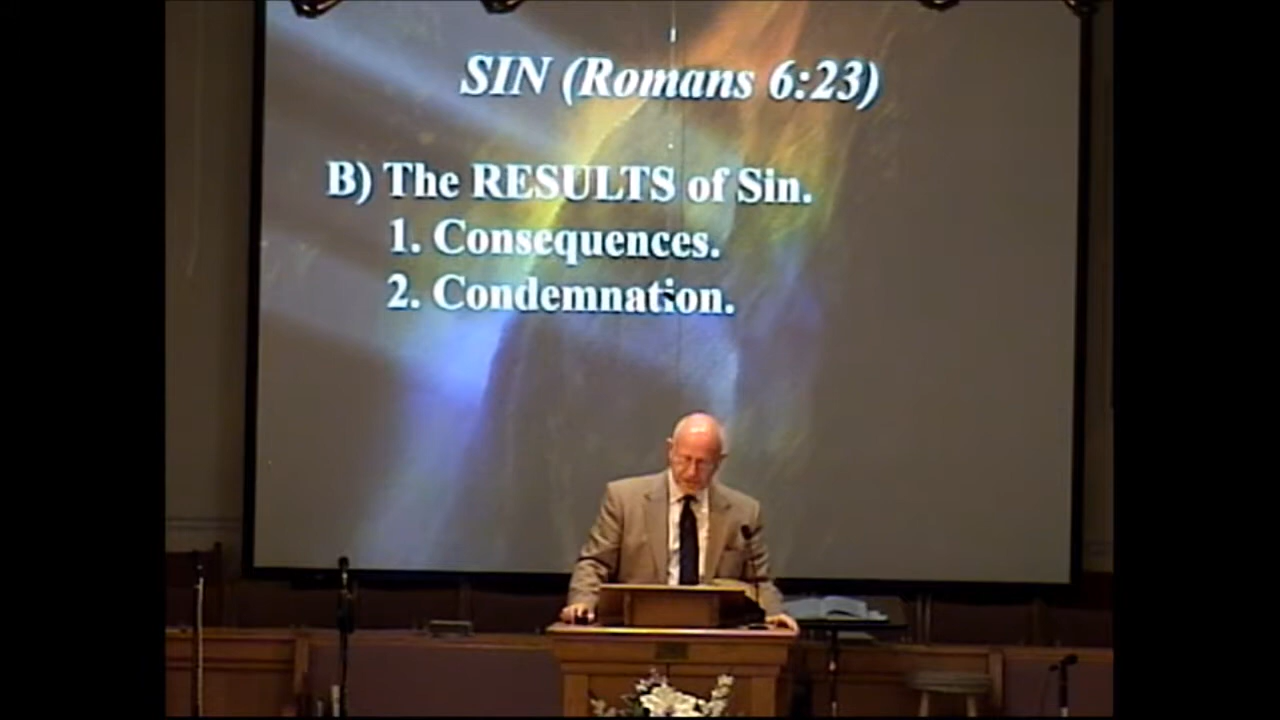 SIN (Romans 6:23)
B) The RESULTS of Sin.
1. Consequences.
2. Condemnation.